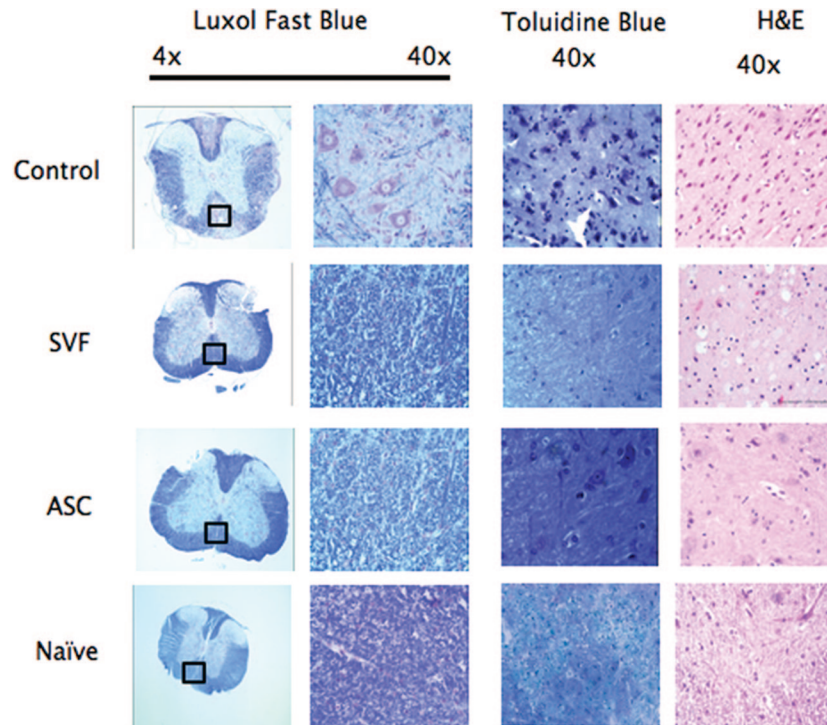 Luxol Fast Blue Toluidine Blue H&E
4x 40x 40x 40x
Control
SVF
ASC
Naïve